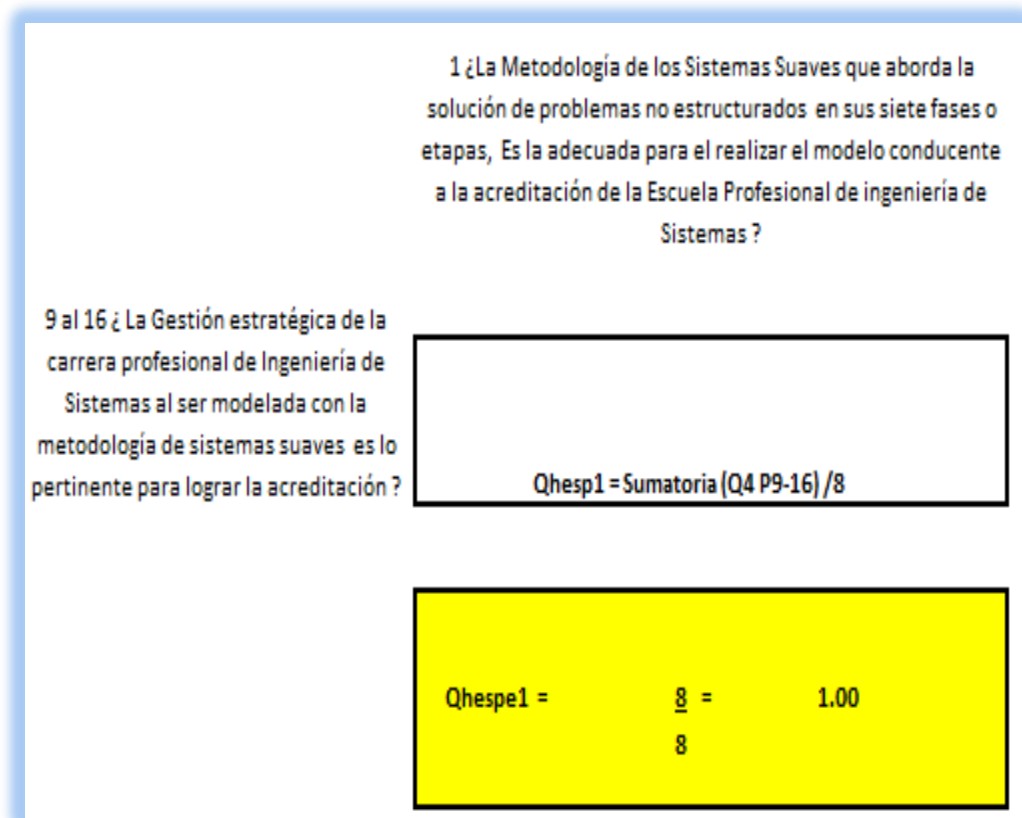 1 ¿La Metodología de los Sistemas Suaves que aborda la
solución de problemas no estructurados en sus siete fases o
etapas, Es la adecuada para el realizar el modelo conducente
a la acreditación de la Escuela Profesional de ingeniería de
Sistemas ?
9 al 16 ¿ La Gestión estratégica de la
carrera profesional de Ingeniería de
Sistemas al ser modelada con la
metodología de sistemas suaves es lo
pertinente para lograr la acreditación ?
Qhesp1 = Sumatoria (Q4 P9-16) /8
Qhespe1 = 8 = 1.00
8